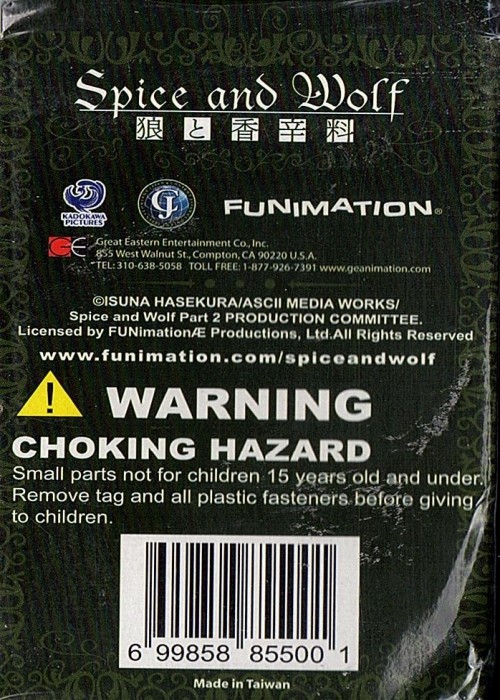 Spice and Wolf
狼と香辛料
KADOKAWA
PICTURES
FUNIMATION®
GE
Great Eastern Entertainment Co., Inc.
855 West Walnut St., Compton, CA 90220 U.S.A.
TEL: 310-638-5058 TOLL FREE: 1-877-926-7391 www.geanimation.com
©ISUNA HASEKURA/ASCII MEDIA WORKS/
Spice and Wolf Part 2 PRODUCTION COMMITTEE.
Licensed by FUNimationÆ Productions, Ltd.All Rights Reserved
www.funimation.com/spiceandwolf
! WARNING
CHOKING HAZARD
Small parts not for children 15 years old and under.
Remove tag and all plastic fasteners before giving
to children.
6 99858 85500 1
Made in Taiwan